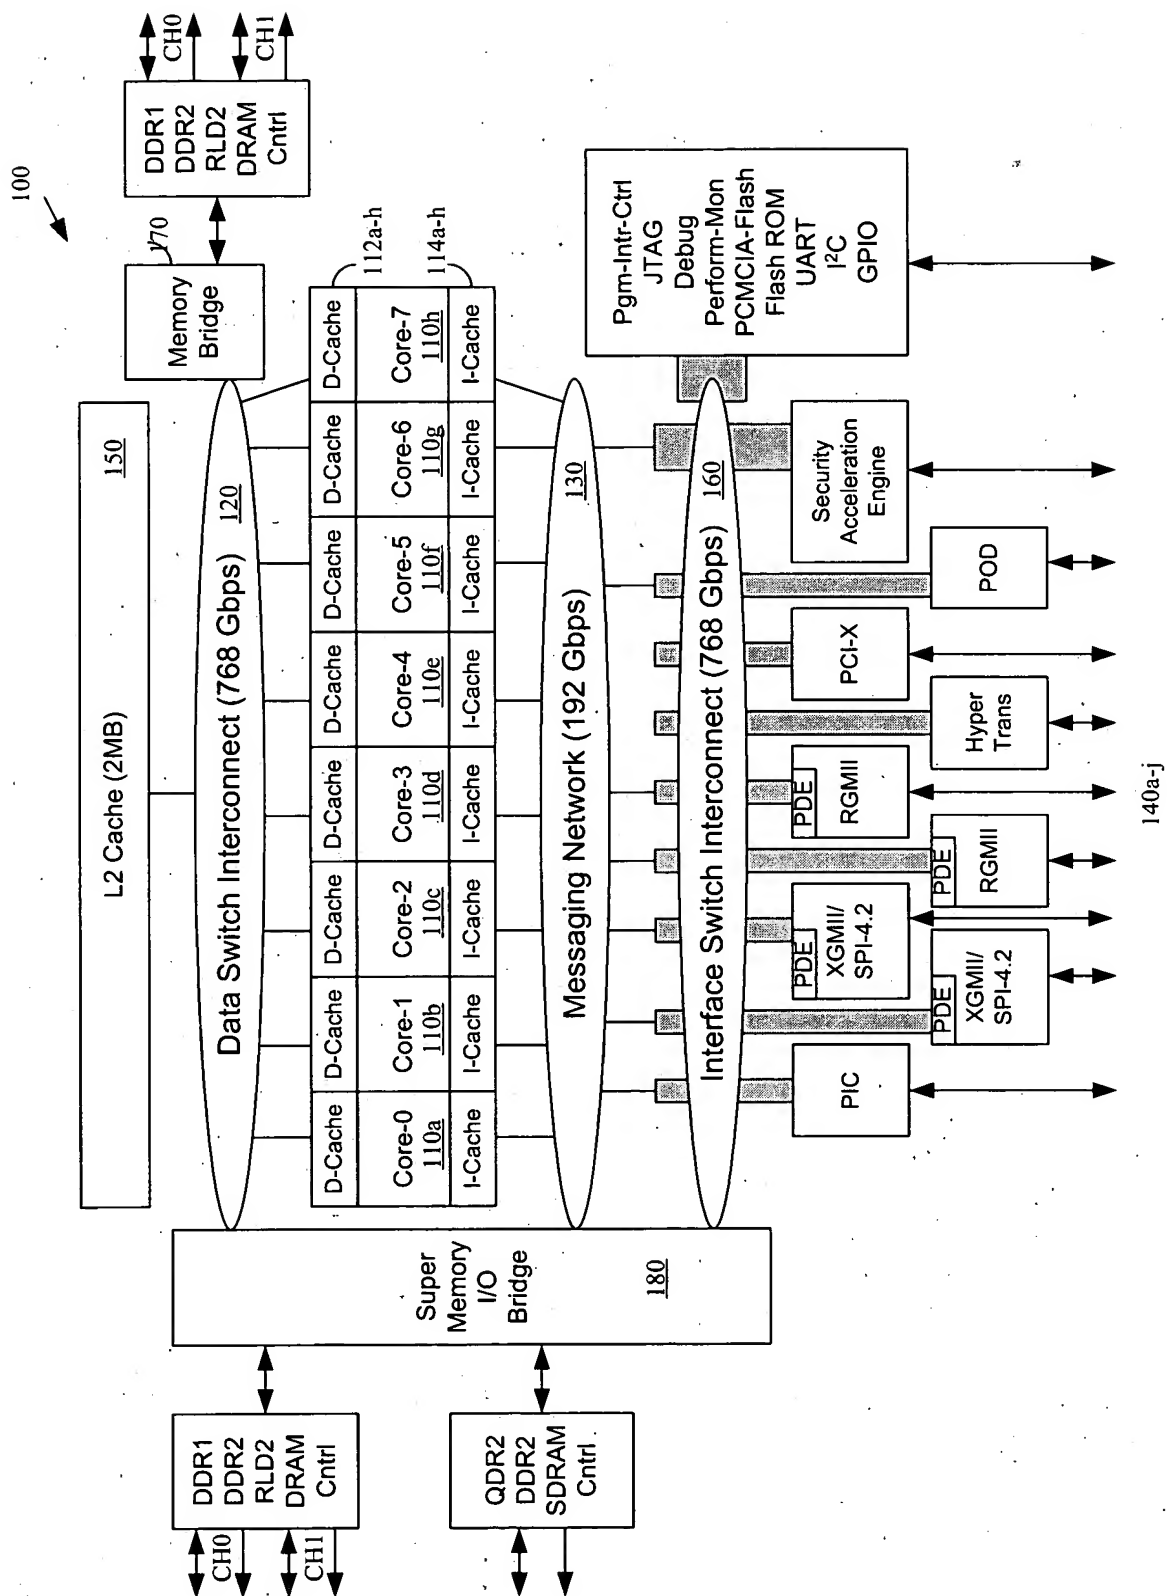 100
DDR1
DDR2
RLD2
DRAM
Cntrl
CH0
CH1
Memory
Bridge
170
L2 Cache (2MB)
150
Data Switch Interconnect (768 Gbps)
120
112a-h
114a-h
D-Cache
D-Cache
D-Cache
D-Cache
D-Cache
D-Cache
D-Cache
D-Cache
Core-0
110a
Core-1
110b
Core-2
110c
Core-3
110d
Core-4
110e
Core-5
110f
Core-6
110g
Core-7
110h
I-Cache
I-Cache
I-Cache
I-Cache
I-Cache
I-Cache
I-Cache
I-Cache
Messaging Network (192 Gbps)
130
Interface Switch Interconnect (768 Gbps)
160
Super
Memory
I/O
Bridge
180
DDR1
DDR2
RLD2
DRAM
Cntrl
CH0
CH1
QDR2
DDR2
SDRAM
Cntrl
Pgm-Intr-Ctrl
JTAG
Debug
Perform-Mon
PCMCIA-Flash
Flash ROM
UART
I²C
GPIO
PIC
PDE
XGMII/
SPI-4.2
PDE
XGMII/
SPI-4.2
PDE
RGMII
PDE
RGMII
Hyper
Trans
PCI-X
POD
Security
Acceleration
Engine
140a-j